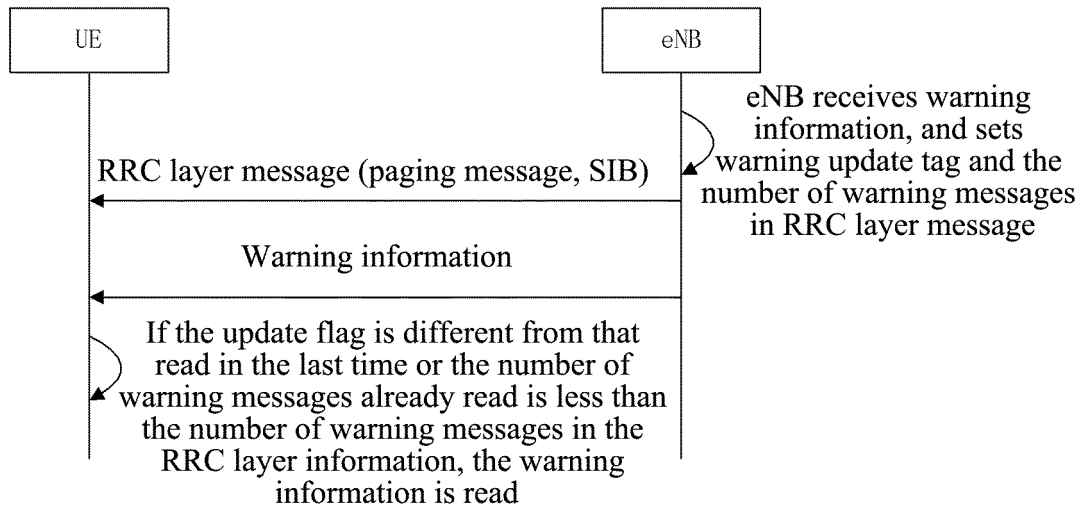 UE
eNB
eNB receives warning
information, and sets
warning update tag and the
number of warning messages
in RRC layer message
RRC layer message (paging message, SIB)
Warning information
If the update flag is different from that
read in the last time or the number of
warning messages already read is less than
the number of warning messages in the
RRC layer information, the warning
information is read